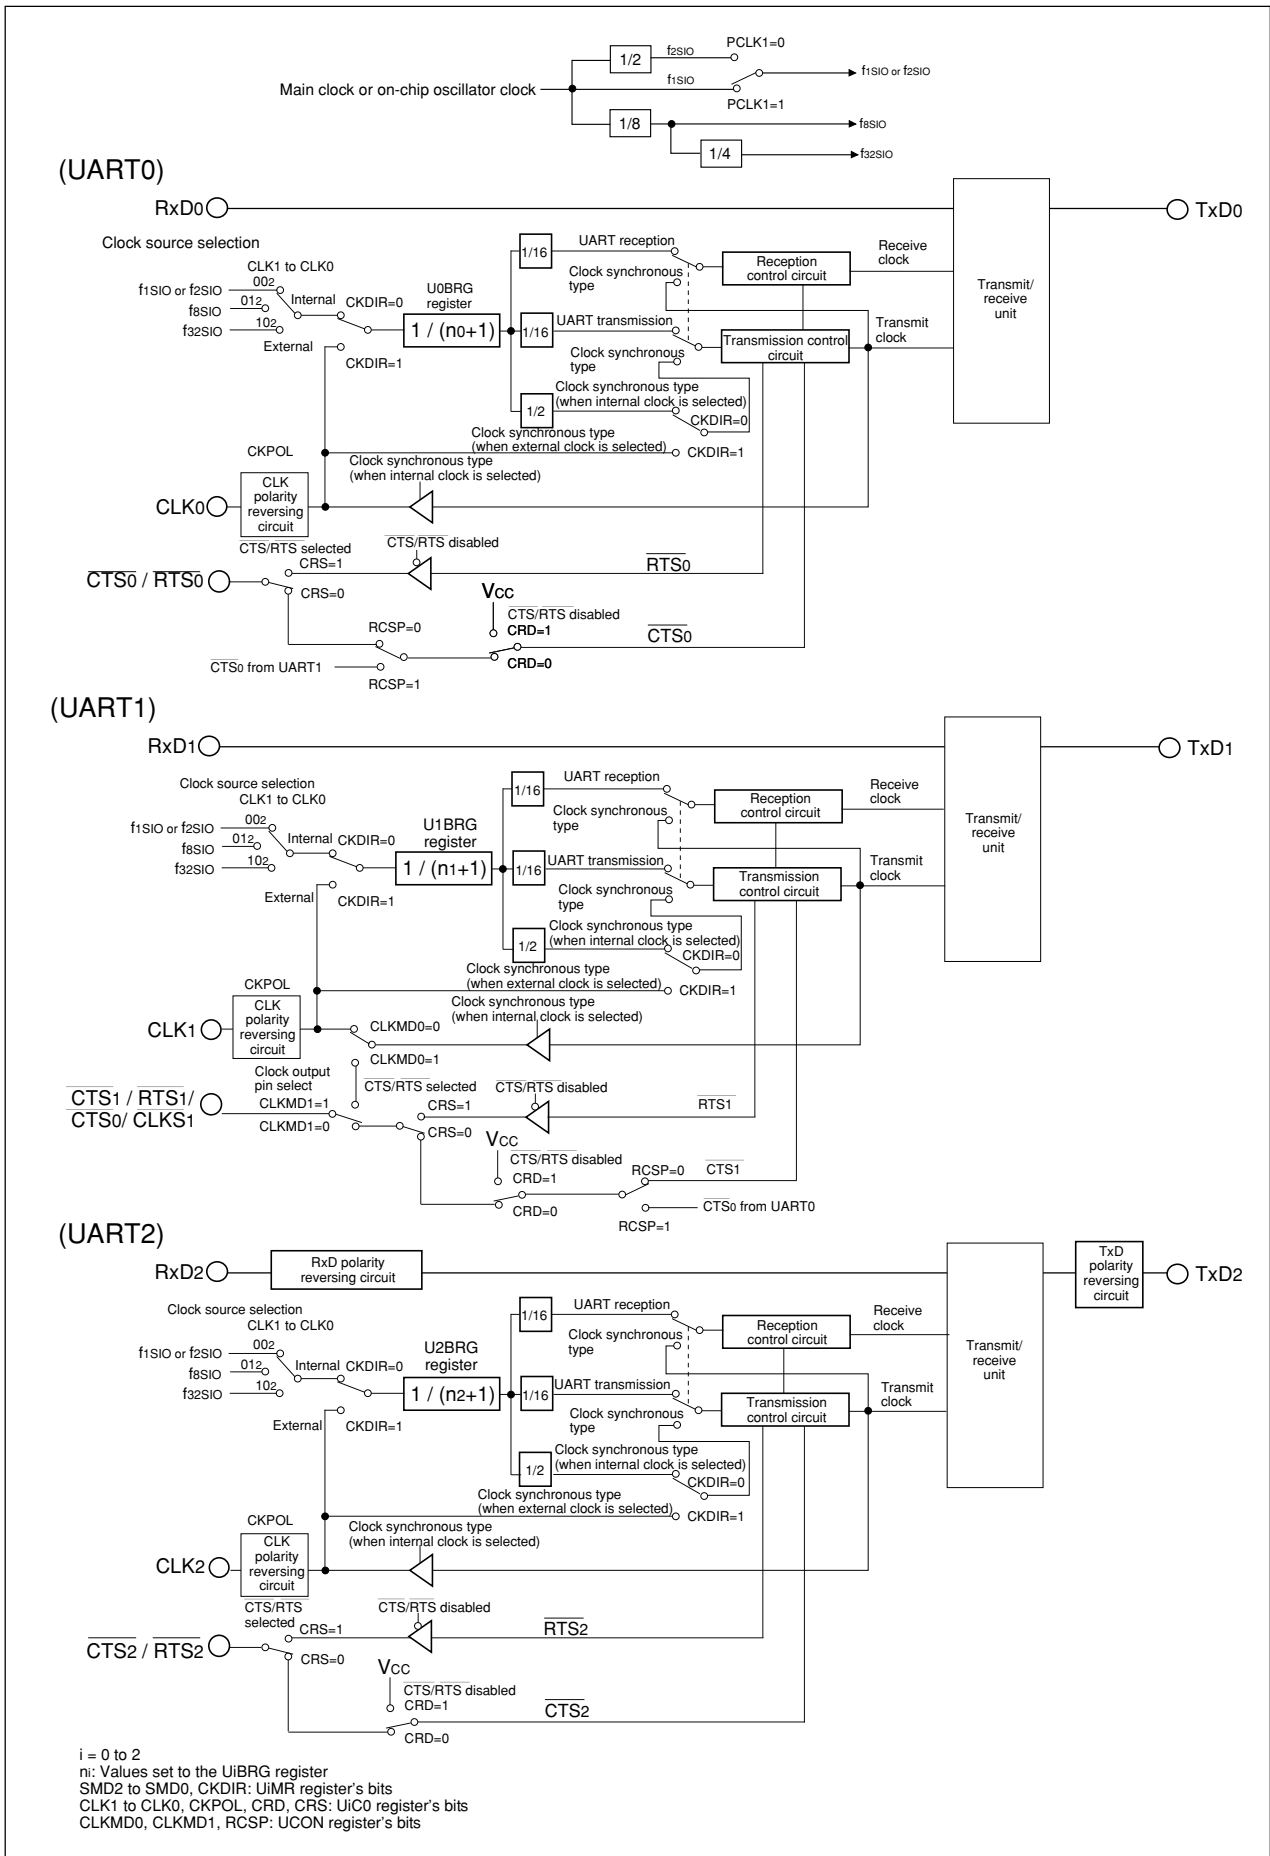 f2SIO
PCLK1=0
1/2
f1SIO
f1SIO or f2SIO
Main clock or on-chip oscillator clock
PCLK1=1
1/8
f8SIO
1/4
f32SIO
(UART0)
RxD0
TxD0
Clock source selection
CLK1 to CLK0
f1SIO or f2SIO
002
f8SIO
012
f32SIO
102
Internal
CKDIR=0
External
CKDIR=1
U0BRG
register
1 / (n0+1)
1/16
UART reception
Clock synchronous
type
1/16
UART transmission
Clock synchronous
type
1/2
Clock synchronous type
(when internal clock is selected)
CKDIR=0
Clock synchronous type
(when external clock is selected)
CKDIR=1
Reception
control circuit
Receive
clock
Transmission control
circuit
Transmit
clock
Transmit/
receive
unit
CKPOL
CLK0
CLK
polarity
reversing
circuit
Clock synchronous type
(when internal clock is selected)
CTS/RTS selected
CTS/RTS disabled
CTS0 / RTS0
CRS=1
CRS=0
RTS0
VCC
CTS/RTS disabled
RCSP=0
CRD=1
CTS0
CTS0 from UART1
CRD=0
RCSP=1
(UART1)
RxD1
TxD1
Clock source selection
CLK1 to CLK0
f1SIO or f2SIO
002
f8SIO
012
f32SIO
102
Internal
CKDIR=0
External
CKDIR=1
U1BRG
register
1 / (n1+1)
1/16
UART reception
Clock synchronous
type
1/16
UART transmission
Clock synchronous
type
1/2
Clock synchronous type
(when internal clock is selected)
CKDIR=0
Clock synchronous type
(when external clock is selected)
CKDIR=1
Reception
control circuit
Receive
clock
Transmission
control circuit
Transmit
clock
Transmit/
receive
unit
CKPOL
CLK1
CLK
polarity
reversing
circuit
Clock synchronous type
(when internal clock is selected)
CLKMD0=0
CLKMD0=1
Clock output
pin select
CTS/RTS selected
CTS/RTS disabled
CTS1 / RTS1/
CTS0/ CLKS1
CLKMD1=1
CLKMD1=0
CRS=1
CRS=0
RTS1
VCC
CTS/RTS disabled
CRD=1
CRD=0
RCSP=0
CTS1
CTS0 from UART0
RCSP=1
(UART2)
RxD2
RxD polarity
reversing circuit
TxD
polarity
reversing
circuit
TxD2
Clock source selection
CLK1 to CLK0
f1SIO or f2SIO
002
f8SIO
012
f32SIO
102
Internal
CKDIR=0
External
CKDIR=1
U2BRG
register
1 / (n2+1)
1/16
UART reception
Clock synchronous
type
1/16
UART transmission
Clock synchronous
type
1/2
Clock synchronous type
(when internal clock is selected)
CKDIR=0
Clock synchronous type
(when external clock is selected)
CKDIR=1
Reception
control circuit
Receive
clock
Transmission
control circuit
Transmit
clock
Transmit/
receive
unit
CKPOL
CLK2
CLK
polarity
reversing
circuit
Clock synchronous type
(when internal clock is selected)
CTS/RTS
selected
CTS/RTS disabled
CTS2 / RTS2
CRS=1
CRS=0
RTS2
VCC
CTS/RTS disabled
CRD=1
CTS2
CRD=0
i = 0 to 2
ni: Values set to the UiBRG register
SMD2 to SMD0, CKDIR: UiMR register's bits
CLK1 to CLK0, CKPOL, CRD, CRS: UiC0 register's bits
CLKMD0, CLKMD1, RCSP: UCON register's bits